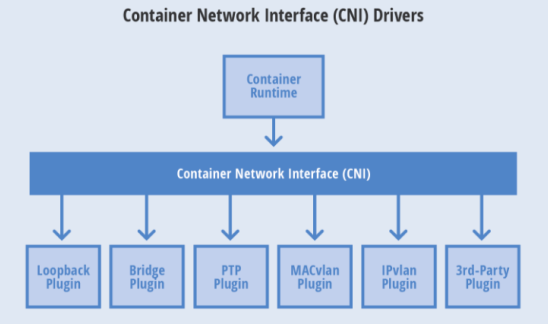 Container Network Interface (CNI) Drivers
Container
Runtime
Container Network Interface (CNI)
Loopback
Plugin
Bridge
Plugin
PTP
Plugin
MACvlan
Plugin
IPvlan
Plugin
3rd-Party
Plugin